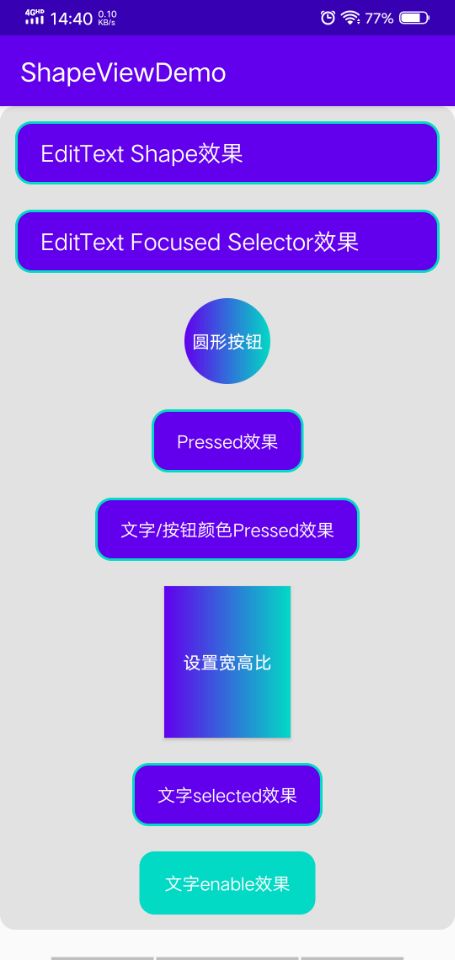 4GHD 14:40 0.10 KB/s 77%
ShapeViewDemo
EditText Shape效果
EditText Focused Selector效果
圆形按钮
Pressed效果
文字/按钮颜色Pressed效果
设置宽高比
文字selected效果
文字enable效果